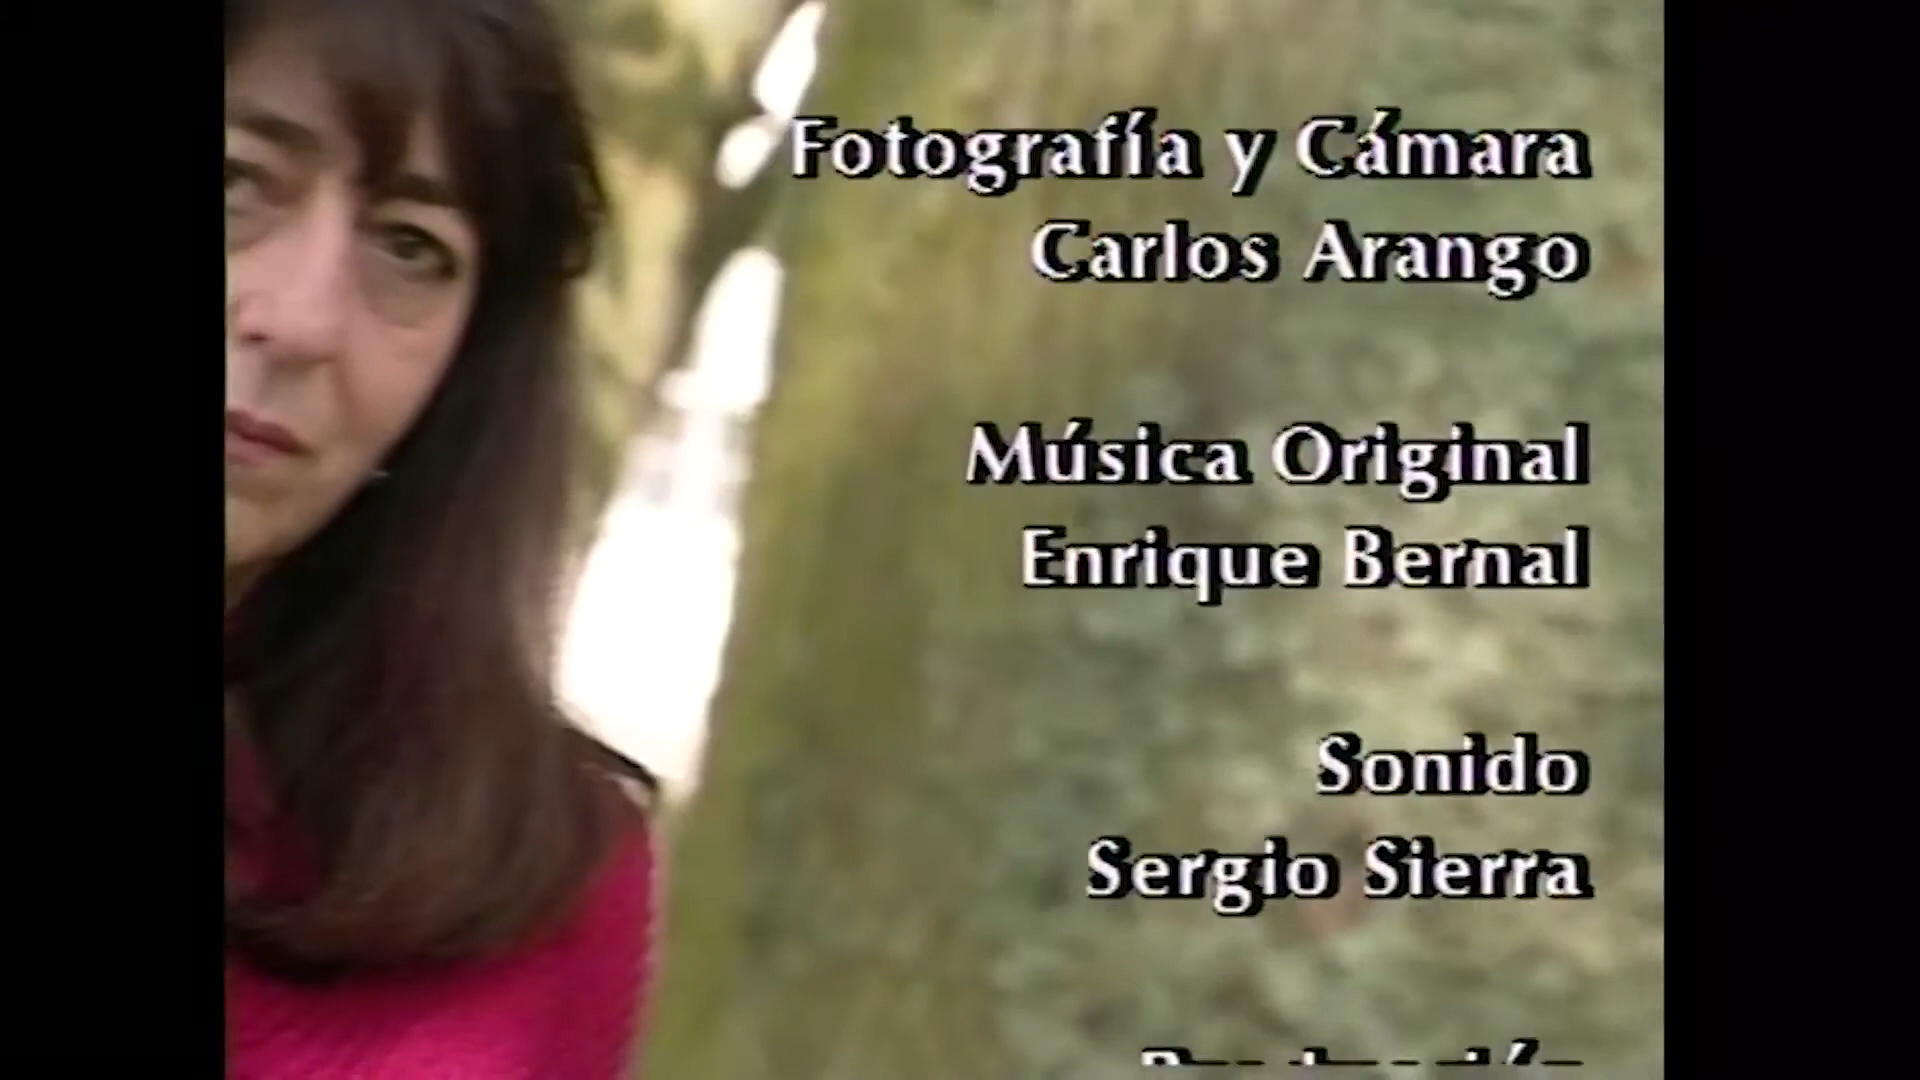 Fotografía y Cámara
Carlos Arango
Música Original
Enrique Bernal
Sonido
Sergio Sierra